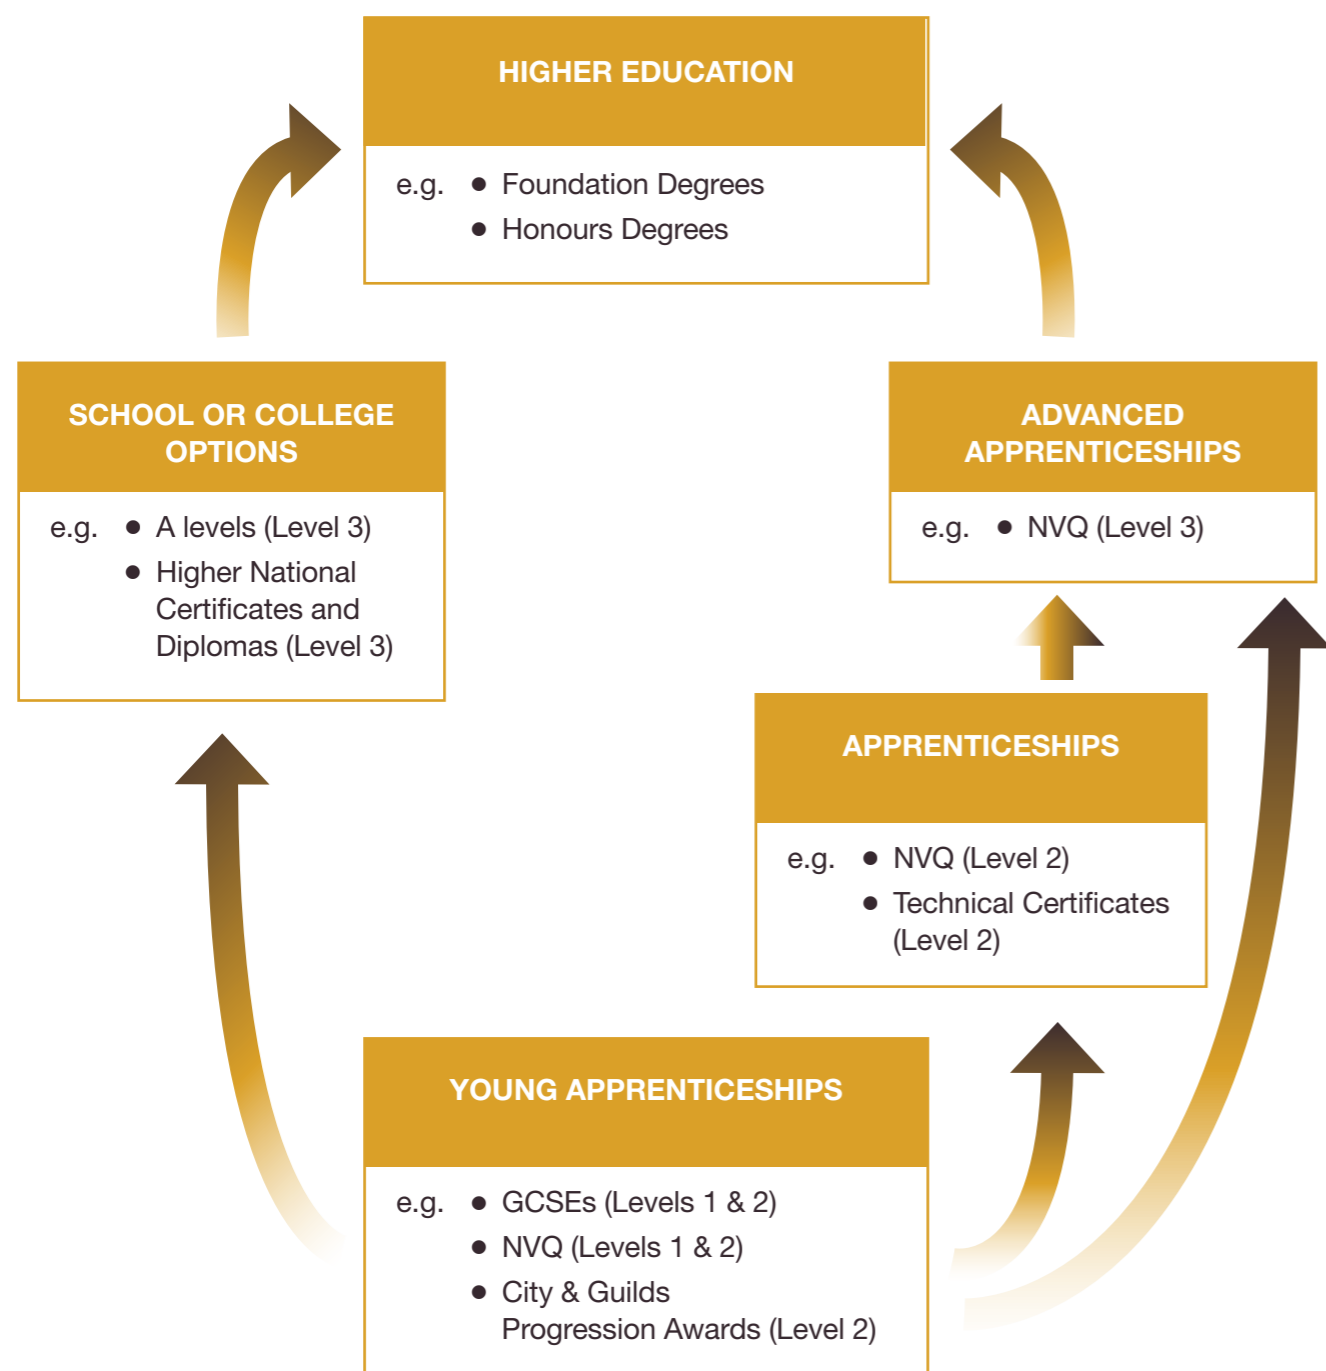 HIGHER EDUCATION
e.g. ● Foundation Degrees
● Honours Degrees
SCHOOL OR COLLEGE
OPTIONS
e.g. ● A levels (Level 3)
● Higher National
Certificates and
Diplomas (Level 3)
ADVANCED
APPRENTICESHIPS
e.g. ● NVQ (Level 3)
APPRENTICESHIPS
e.g. ● NVQ (Level 2)
● Technical Certificates
(Level 2)
YOUNG APPRENTICESHIPS
e.g. ● GCSEs (Levels 1 & 2)
● NVQ (Levels 1 & 2)
● City & Guilds
Progression Awards (Level 2)